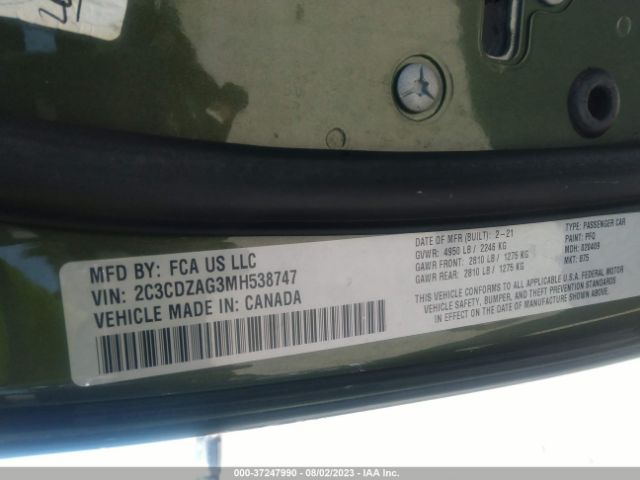 MFD BY: FCA US LLC
VIN: 2C3CDZAG3MH538747
VEHICLE MADE IN: CANADA
DATE OF MFR (BUILT): 2-21
GVWR: 4950 LB / 2246 KG
GAWR FRONT: 2810 LB / 1275 KG
GAWR REAR: 2810 LB / 1275 KG
TYPE: PASSENGER CAR
PAINT: PFQ
MDH: 020409
MKT: B75
THIS VEHICLE CONFORMS TO ALL APPLICABLE U.S.A. FEDERAL MOTOR
VEHICLE SAFETY, BUMPER, AND THEFT PREVENTION STANDARDS
IN EFFECT ON THE DATE OF MANUFACTURE SHOWN ABOVE.
000-37247990 - 08/02/2023 - IAA Inc.